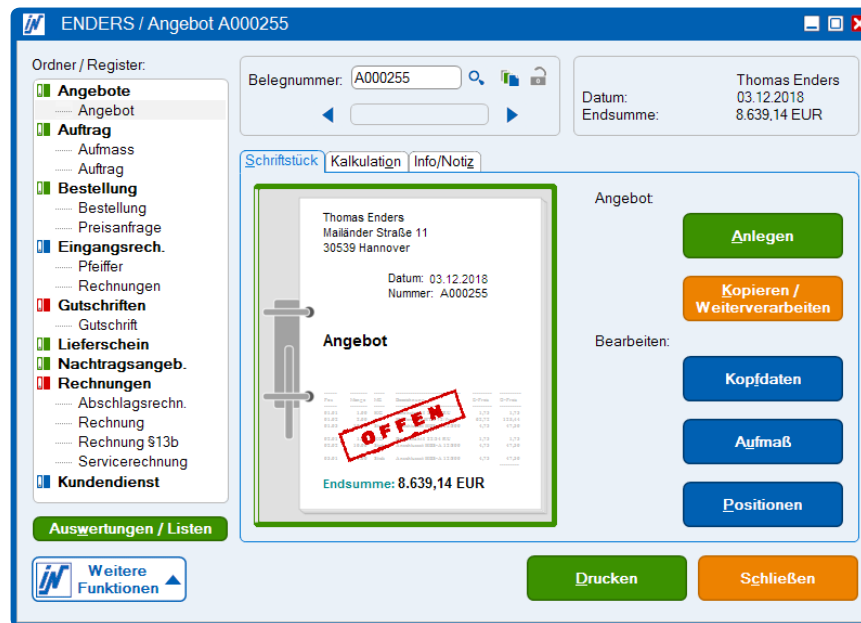 ENDERS / Angebot A000255
Ordner / Register:
Angebote
Angebot
Auftrag
Aufmass
Auftrag
Bestellung
Bestellung
Preisanfrage
Eingangsrech.
Pfeiffer
Rechnungen
Gutschriften
Gutschrift
Lieferschein
Nachtragsangeb.
Rechnungen
Abschlagsrechn.
Rechnung
Rechnung §13b
Servicerechnung
Kundendienst
Auswertungen / Listen
Weitere
Funktionen
Belegnummer: A000255
Thomas Enders
Datum: 03.12.2018
Endsumme: 8.639,14 EUR
Schriftstück Kalkulation Info/Notiz
Thomas Enders
Mailänder Straße 11
30539 Hannover
Datum: 03.12.2018
Nummer: A000255
Angebot
OFFEN
Endsumme: 8.639,14 EUR
Angebot:
Anlegen
Kopieren /
Weiterverarbeiten
Bearbeiten:
Kopfdaten
Aufmaß
Positionen
Drucken
Schließen